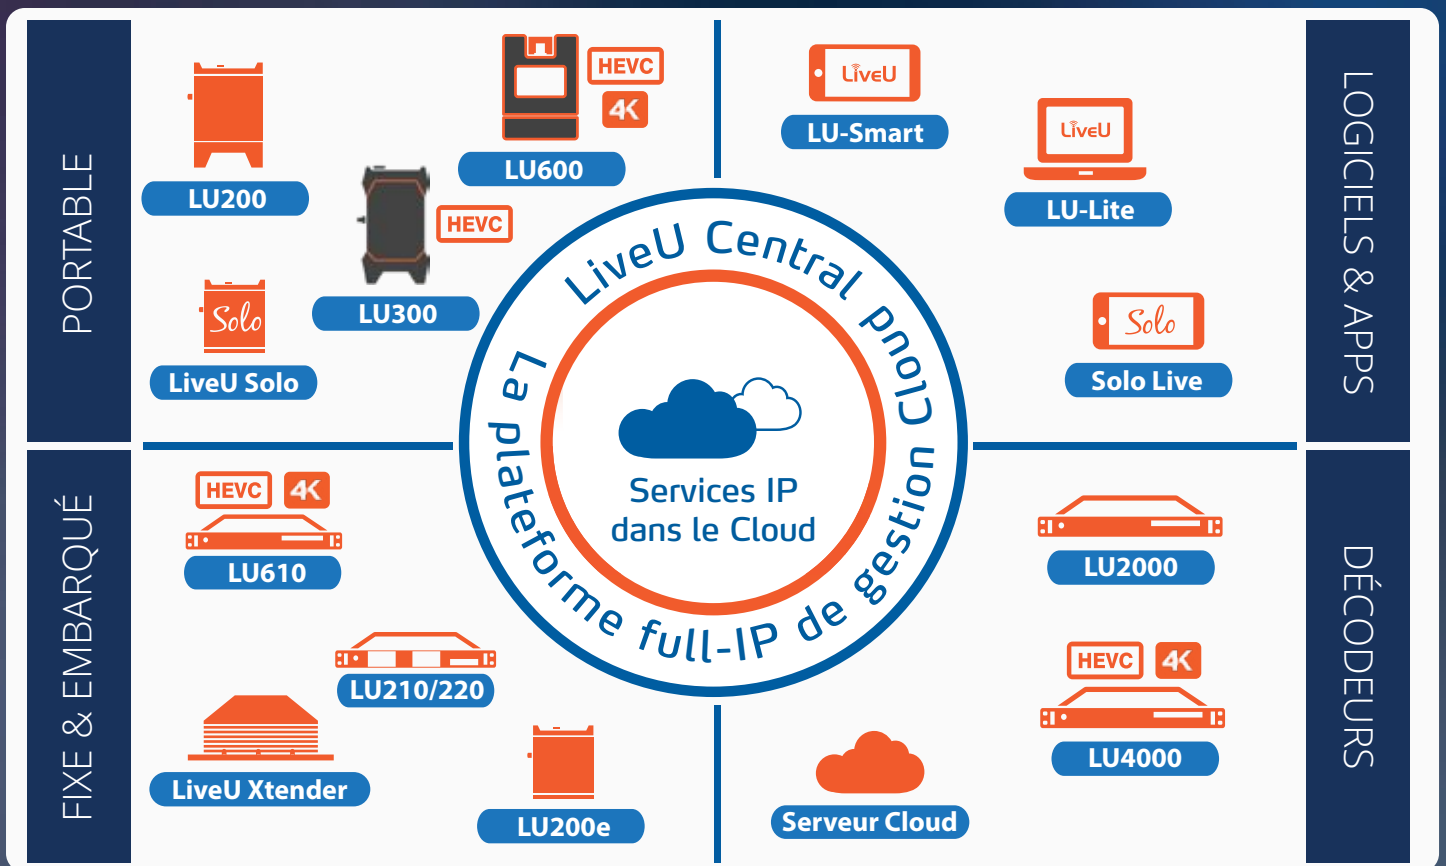 PORTABLE
LU200
HEVC
4K
LU600
HEVC
LU300
Solo
LiveU Solo
LOGICIELS & APPS
LiveU
LU-Smart
LiveU
LU-Lite
Solo
Solo Live
LiveU Central
La plateforme full-IP de gestion Cloud
Services IP
dans le Cloud
FIXE & EMBARQUÉ
HEVC
4K
LU610
LU210/220
LiveU Xtender
LU200e
DÉCODEURS
LU2000
HEVC
4K
LU4000
Serveur Cloud